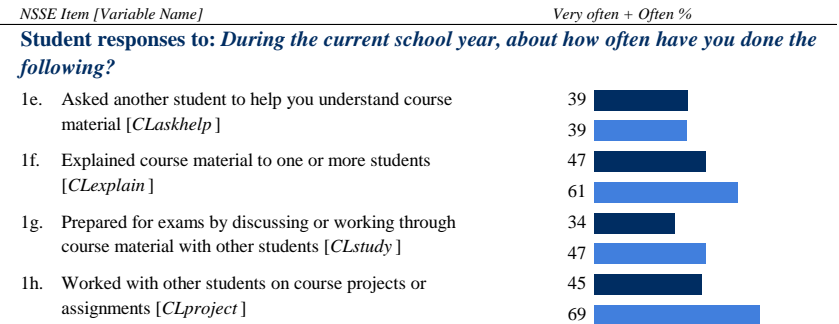 NSSE Item [Variable Name] Very often + Often %
Student responses to: During the current school year, about how often have you done the
following?
1e. Asked another student to help you understand course 39
material [CLaskhelp ] 39
1f. Explained course material to one or more students 47
[CLexplain ] 61
1g. Prepared for exams by discussing or working through 34
course material with other students [CLstudy ] 47
1h. Worked with other students on course projects or 45
assignments [CLproject ] 69